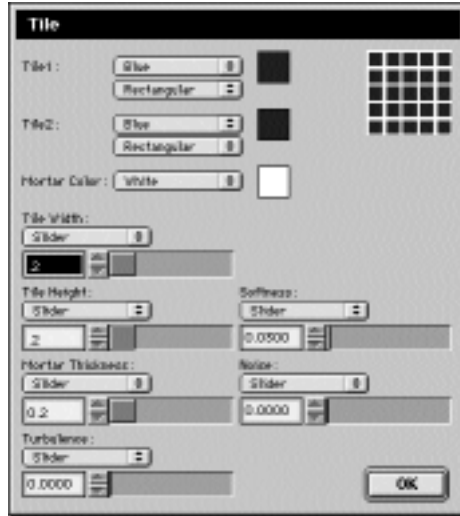 Tile
Tile1: Blue
Rectangular
Tile2: Blue
Rectangular
Mortar Color: White
Tile Width:
Slider
.2
Tile Height: Softness:
Slider Slider
.2 0.0500
Mortar Thickness: Noise:
Slider Slider
0.2 0.0000
Turbulence:
Slider
0.0000 OK